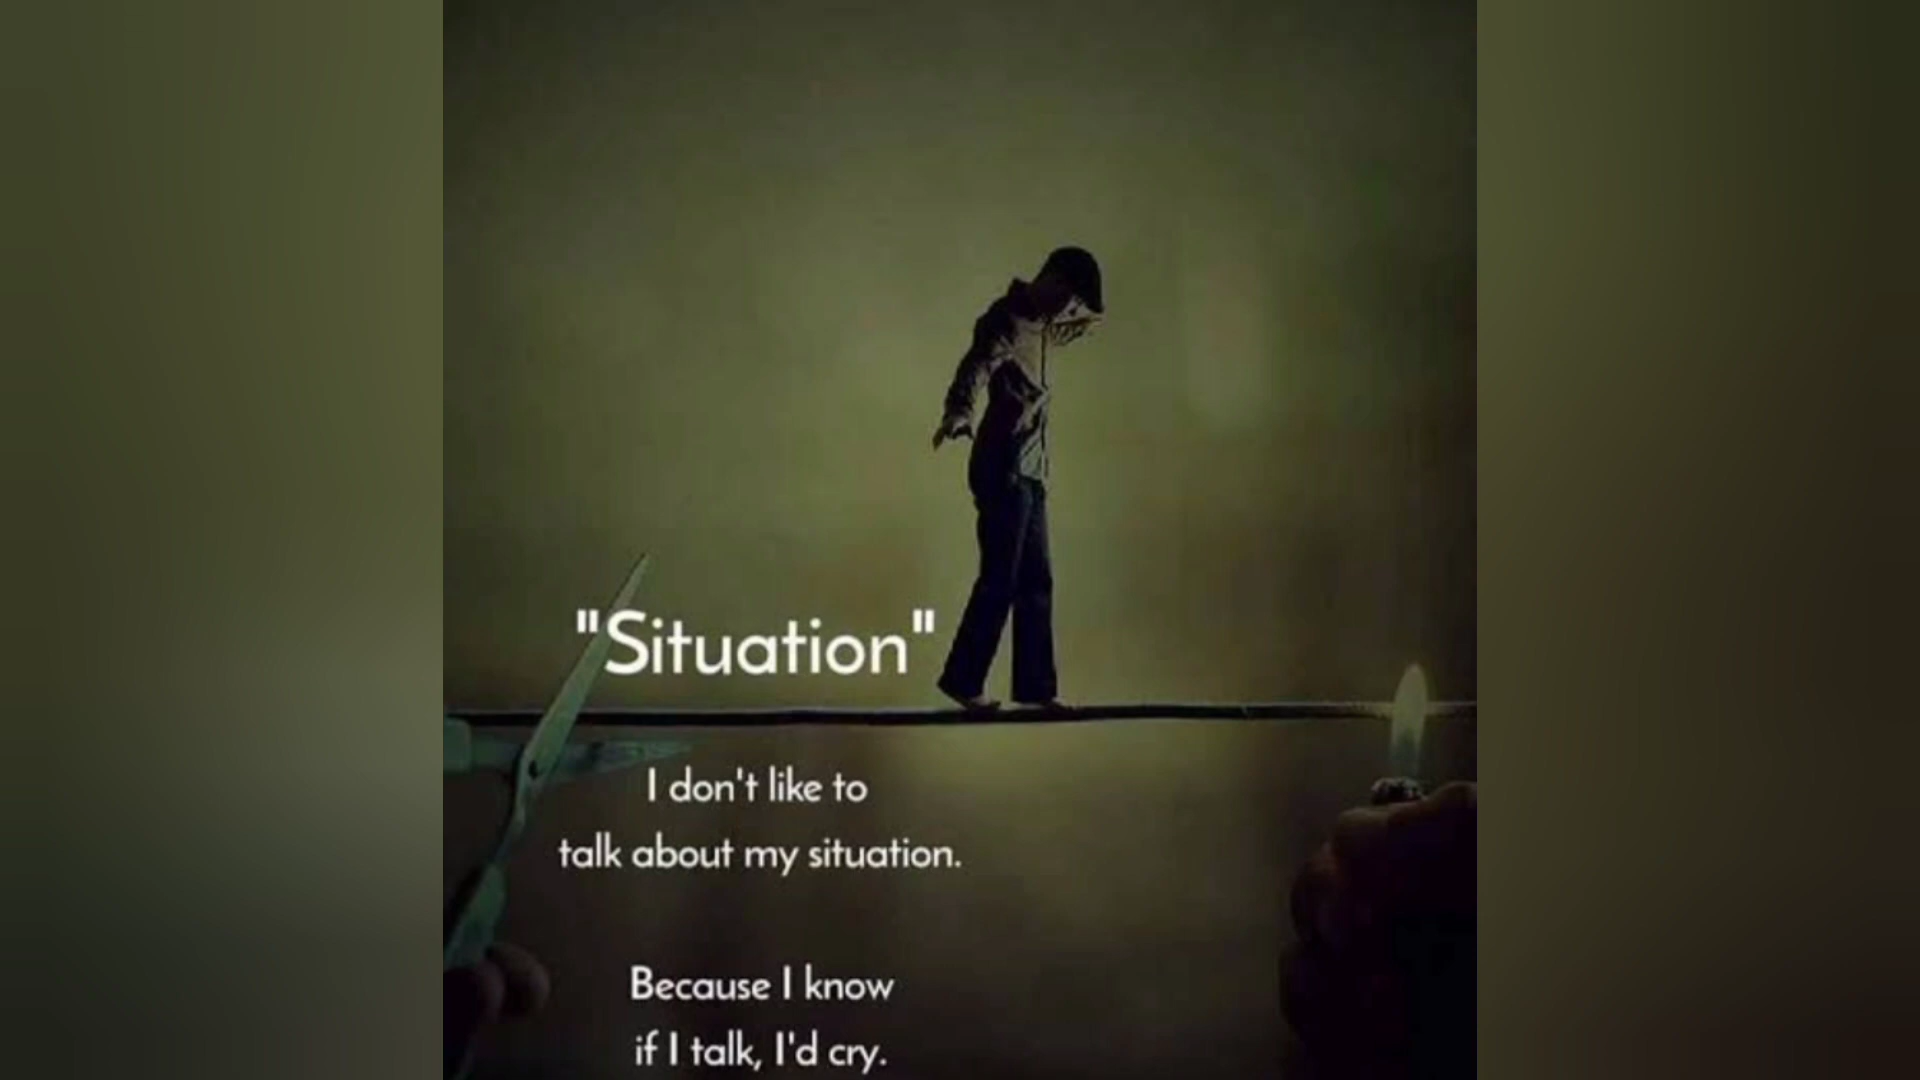 "Situation"
I don't like to
talk about my situation.
Because I know
if I talk, I'd cry.